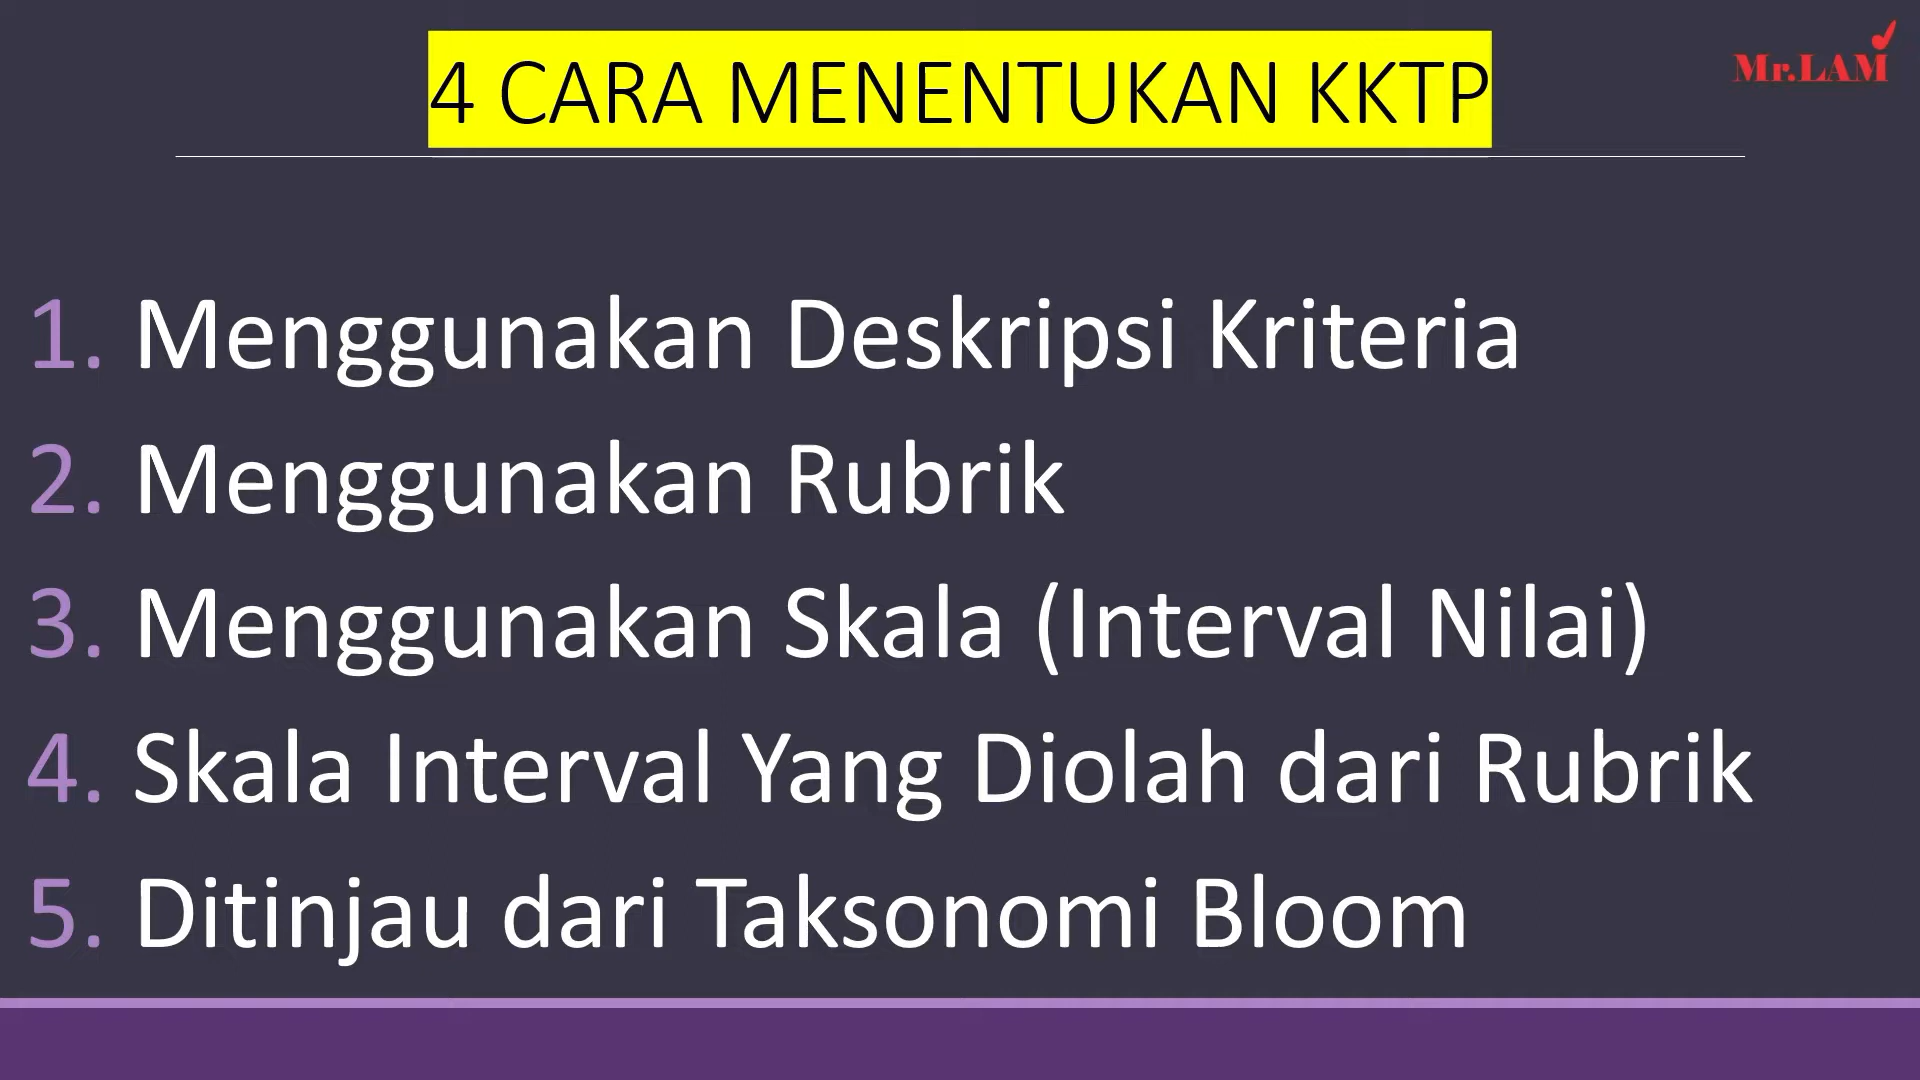 4 CARA MENENTUKAN KKTP
Mr.LAM
1. Menggunakan Deskripsi Kriteria
2. Menggunakan Rubrik
3. Menggunakan Skala (Interval Nilai)
4. Skala Interval Yang Diolah dari Rubrik
5. Ditinjau dari Taksonomi Bloom